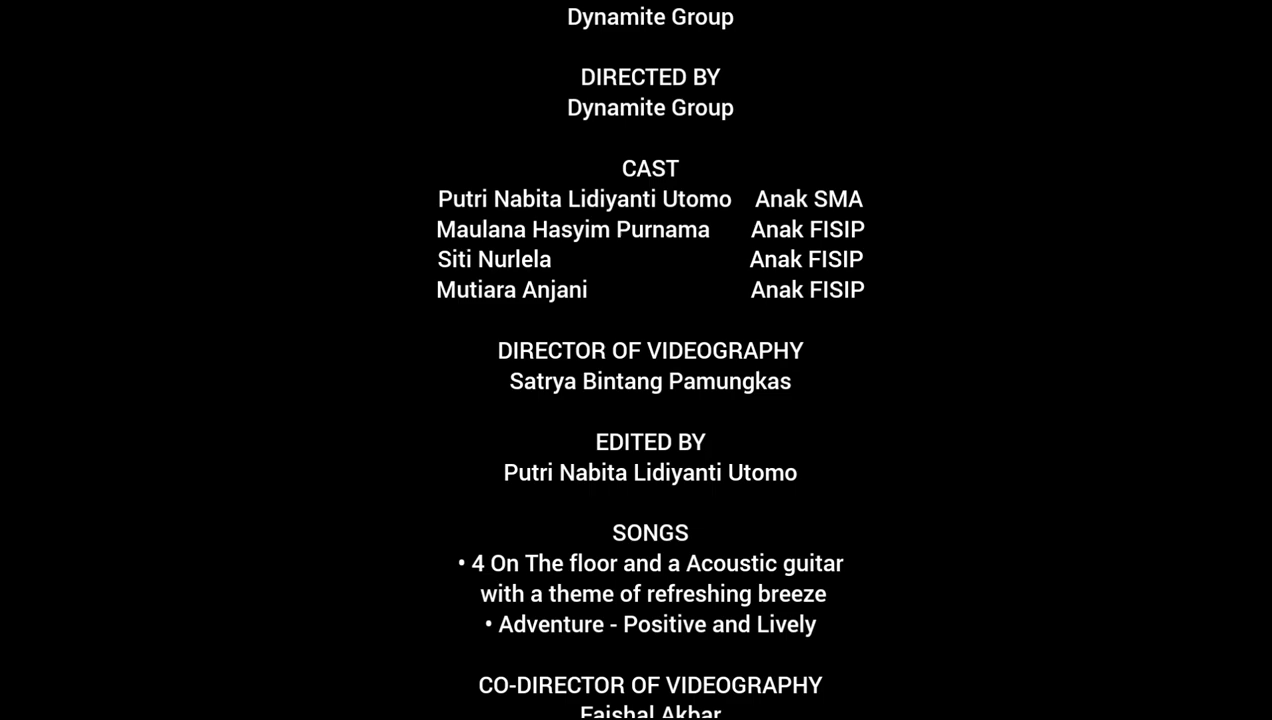 Dynamite Group
DIRECTED BY
Dynamite Group
CAST
Putri Nabita Lidiyanti Utomo Anak SMA
Maulana Hasyim Purnama Anak FISIP
Siti Nurlela Anak FISIP
Mutiara Anjani Anak FISIP
DIRECTOR OF VIDEOGRAPHY
Satrya Bintang Pamungkas
EDITED BY
Putri Nabita Lidiyanti Utomo
SONGS
• 4 On The floor and a Acoustic guitar
with a theme of refreshing breeze
• Adventure - Positive and Lively
CO-DIRECTOR OF VIDEOGRAPHY
Faishal Akbar